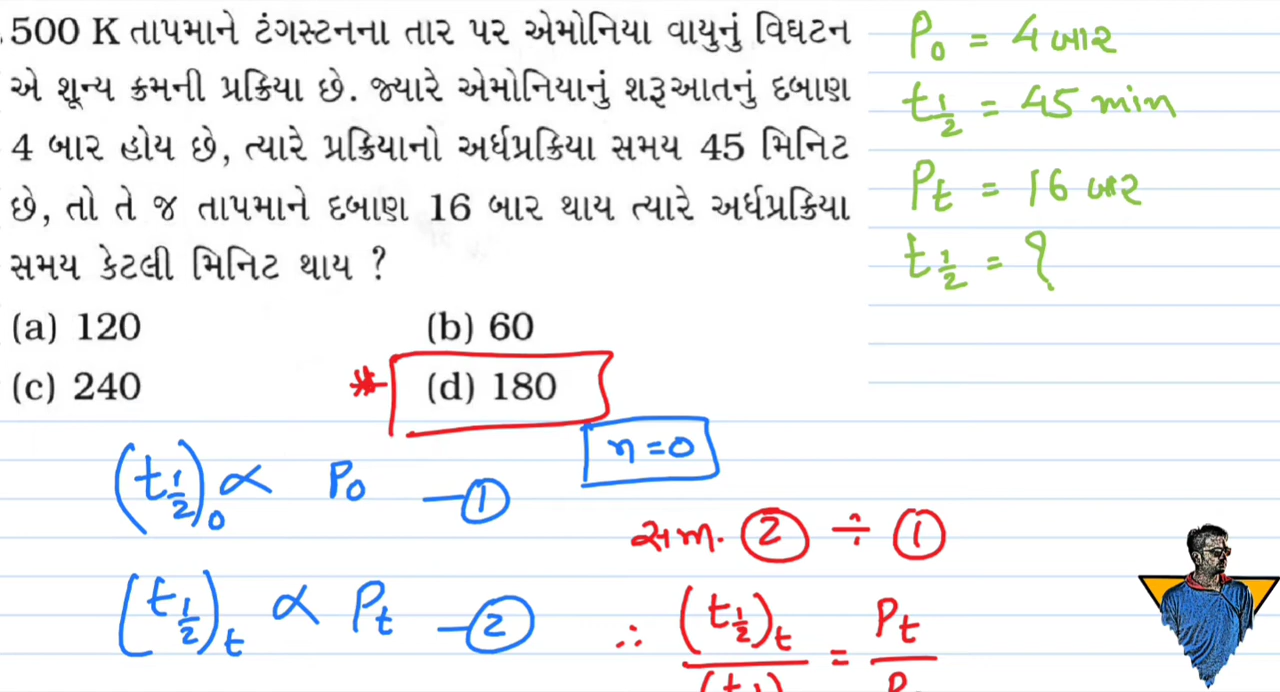 500 K તાપમાને ટંગસ્ટનના તાર પર એમોનિયા વાયુનું વિઘટન
એ શૂન્ય ક્રમની પ્રક્રિયા છે. જ્યારે એમોનિયાનું શરૂઆતનું દબાણ
4 બાર હોય છે, ત્યારે પ્રક્રિયાનો અર્ધપ્રક્રિયા સમય 45 મિનિટ
છે, તો તે જ તાપમાને દબાણ 16 બાર થાય ત્યારે અર્ધપ્રક્રિયા
સમય કેટલી મિનિટ થાય ?
(a) 120 (b) 60
(c) 240 * (d) 180
P₀ = 4 બાર
t½ = 45 min
Pt = 16 બાર
t½ = ?
n = 0
(t½)₀ ∝ P₀ — ①
(t½)t ∝ Pt — ②
સમ. ② ÷ ①
∴ (t½)t / (t½) = Pt / P